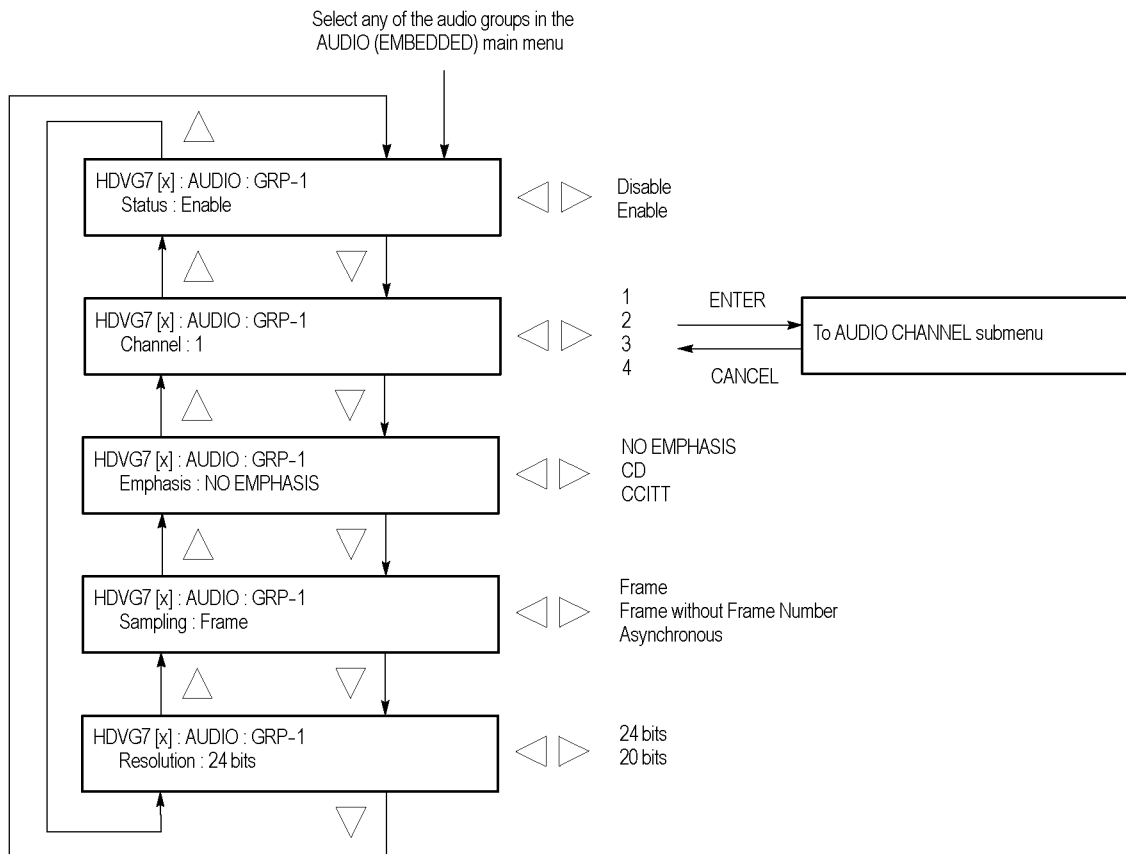 Select any of the audio groups in the
AUDIO (EMBEDDED) main menu
HDVG7 [x] : AUDIO : GRP-1
Status : Enable
Disable
Enable
HDVG7 [x] : AUDIO : GRP-1
Channel : 1
1
2
3
4
ENTER
CANCEL
To AUDIO CHANNEL submenu
HDVG7 [x] : AUDIO : GRP-1
Emphasis : NO EMPHASIS
NO EMPHASIS
CD
CCITT
HDVG7 [x] : AUDIO : GRP-1
Sampling : Frame
Frame
Frame without Frame Number
Asynchronous
HDVG7 [x] : AUDIO : GRP-1
Resolution : 24 bits
24 bits
20 bits